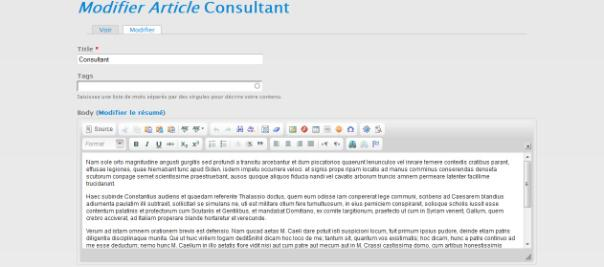 Modifier Article Consultant
Voir Modifier
Title *
Consultant
Tags
Saisissez une liste de mots séparés par des virgules pour décrire votre contenu.
Body (Modifier le résumé)
Source
Format
Nam sole orto magnitudine angusti gurgitis sed profundi a transitu arcebantur et dum piscatorios quaerunt lenunculos vel innare temere contextis cratibus parant,
effusae legiones, quae hiemabant tunc apud Siden, isdem impetu occurrere veloci. et signis prope ripam locatis ad manus comminus conserendas denseta
scutorum conpage semet scientissime praestruebant, ausos quoque aliquos fiducia nandi vel cavatis arborum truncis amnem permeare latenter facillime
trucidarunt.
Haec subinde Constantius audiens et quaedam referente Thalassio doctus, quem eum odisse iam conpererat lege communi, scribens ad Caesarem blandius
adiumenta paulatim illi subtraxit, sollicitari se simulans ne, uti est militare otium fere tumultuosum, in eius perniciem conspiraret, solisque scholis iussit esse
contentum palatinis et protectorum cum Scutariis et Gentilibus, et mandabat Domitiano, ex comite largitionum, praefecto ut cum in Syriam venerit, Gallum, quem
crebro acciverat, ad Italiam properare blande hortaretur et verecunde.
Verum ad istam omnem orationem brevis est defensio. Nam quoad aetas M. Caeli dare potuit isti suspicioni locum, fuit primum ipsius pudore, deinde etiam patris
diligentia disciplinaque munita. Qui ut huic virilem togam deditšnihil dicam hoc loco de me; tantum sit, quantum vos existimatis; hoc dicam, hunc a patre continuo ad
me esse deductum; nemo hunc M. Caelium in illo aetatis flore vidit nisi aut cum patre aut mecum aut in M. Crassi castissima domo, cum artibus honestissimis